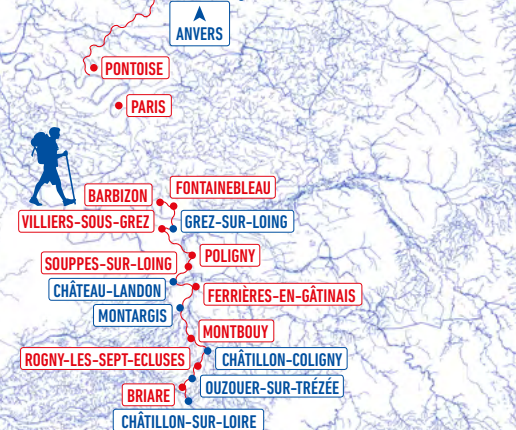 ANVERS
PONTOISE
PARIS
FONTAINEBLEAU
BARBIZON
VILLIERS-SOUS-GREZ
GREZ-SUR-LOING
POLIGNY
SOUPPES-SUR-LOING
CHÂTEAU-LANDON
FERRIÈRES-EN-GÂTINAIS
MONTARGIS
MONTBOUY
ROGNY-LES-SEPT-ECLUSES
CHÂTILLON-COLIGNY
OUZOUER-SUR-TRÉZÉE
BRIARE
CHÂTILLON-SUR-LOIRE